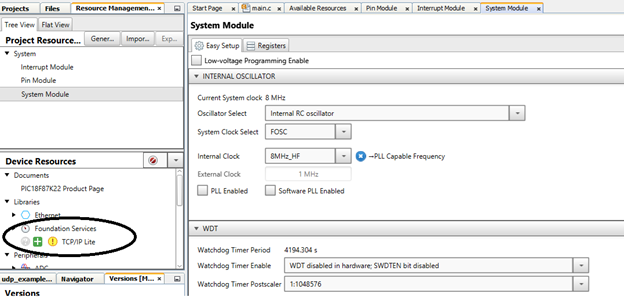 Projects Files Resource Managemen...
Tree View Flat View
Project Resource... Gener... Impor... Exp...
System
Interrupt Module
Pin Module
System Module
Device Resources
Documents
PIC18F87K22 Product Page
Libraries
Ethernet
Foundation Services
TCP/IP Lite
Peripherals
ADC
udp_example... Navigator Versions [M...
Start Page main.c Available Resources Pin Module Interrupt Module System Module
System Module
Easy Setup Registers
Low-voltage Programming Enable
INTERNAL OSCILLATOR
Current System clock 8 MHz
Oscillator Select Internal RC oscillator
System Clock Select FOSC
Internal Clock 8MHz_HF →PLL Capable Frequency
External Clock 1 MHz
PLL Enabled Software PLL Enabled
WDT
Watchdog Timer Period 4194.304 s
Watchdog Timer Enable WDT disabled in hardware; SWDTEN bit disabled
Watchdog Timer Postscaler 1:1048576